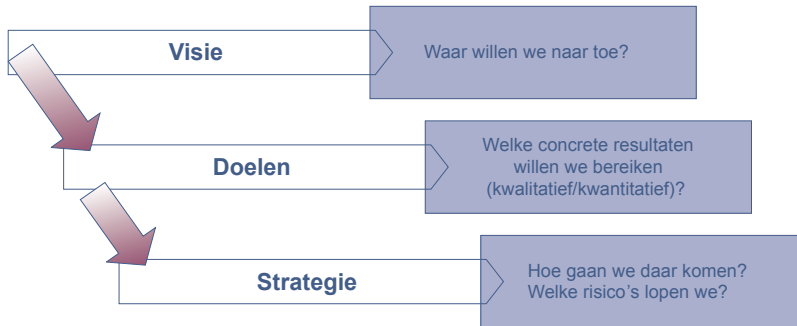 Visie
Waar willen we naar toe?
Doelen
Welke concrete resultaten
willen we bereiken
(kwalitatief/kwantitatief)?
Strategie
Hoe gaan we daar komen?
Welke risico’s lopen we?